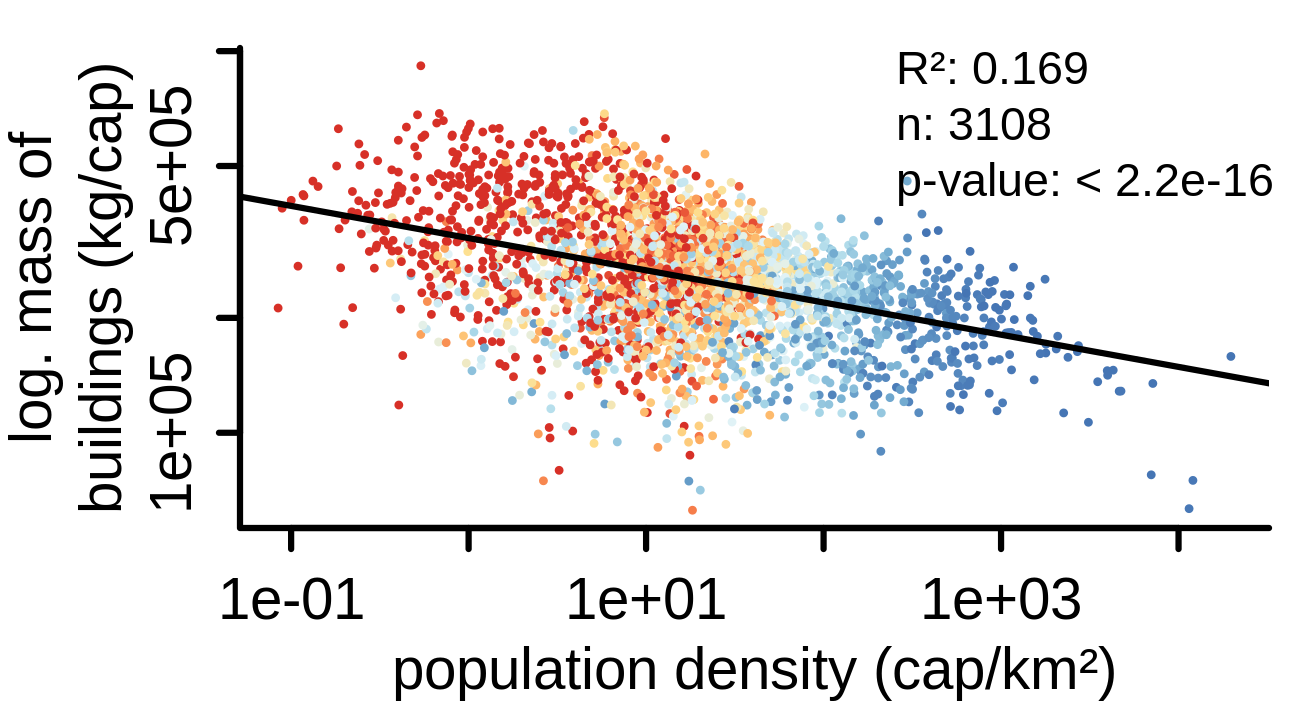 R²: 0.169
n: 3108
p-value: < 2.2e-16
log. mass of
buildings (kg/cap)
5e+05
1e+05
1e-01 1e+01 1e+03
population density (cap/km²)